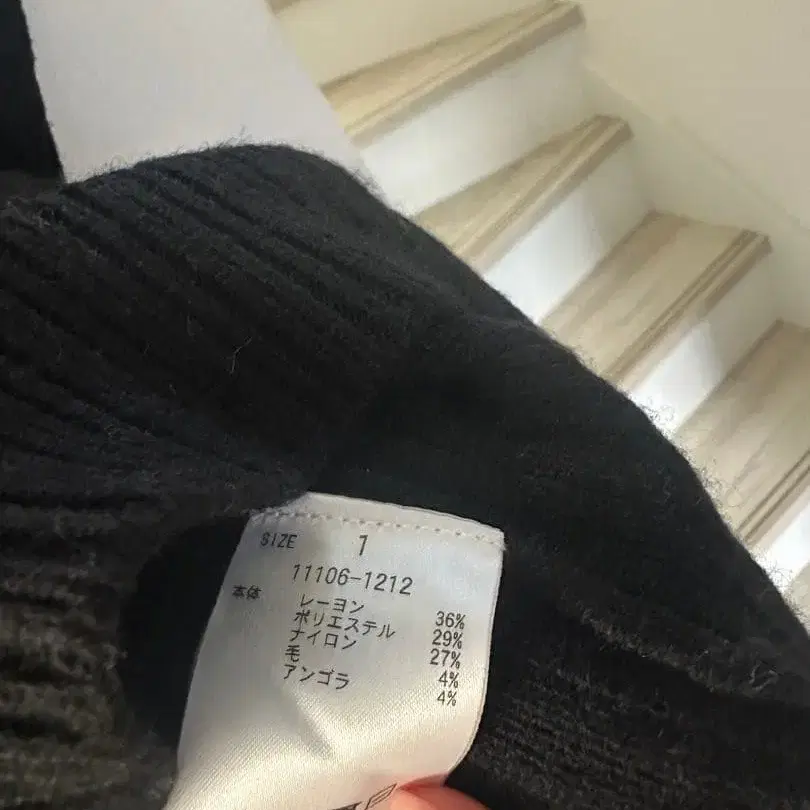 SIZE 1
11106-1212
本体 レーヨン 36%
ポリエステル 29%
ナイロン 27%
毛 4%
アンゴラ 4%